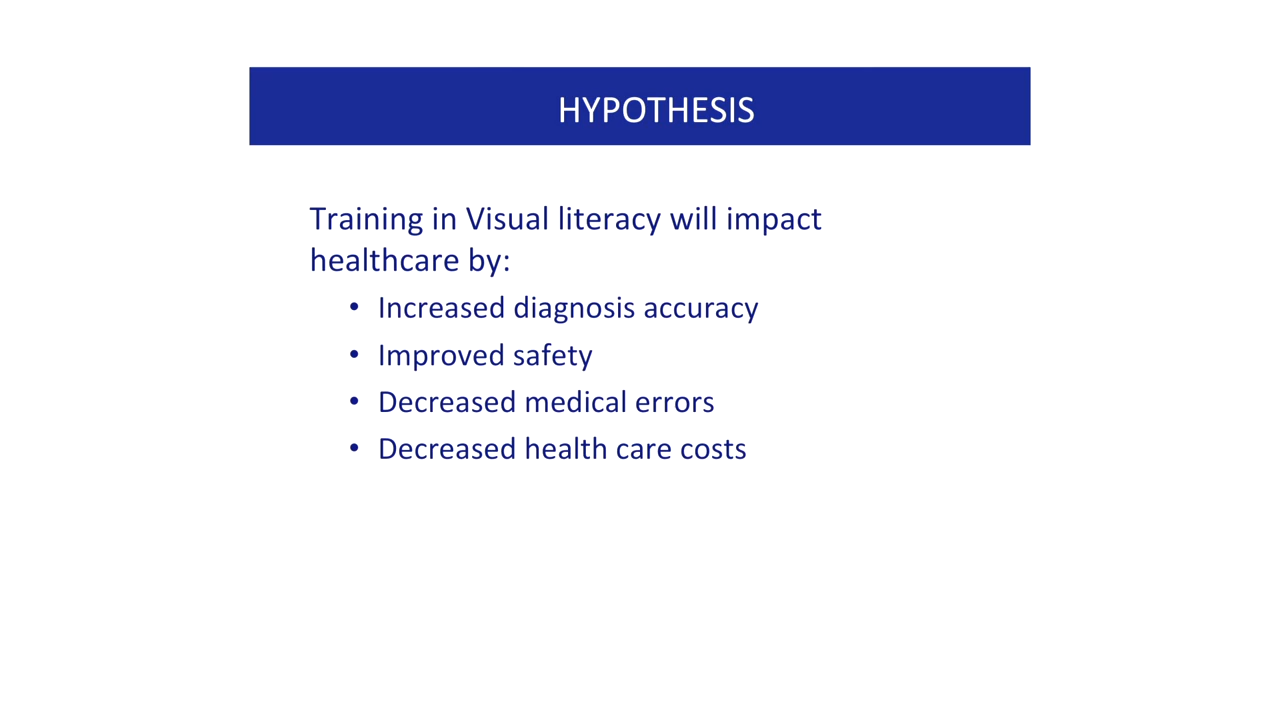 HYPOTHESIS
Training in Visual literacy will impact
healthcare by:
• Increased diagnosis accuracy
• Improved safety
• Decreased medical errors
• Decreased health care costs